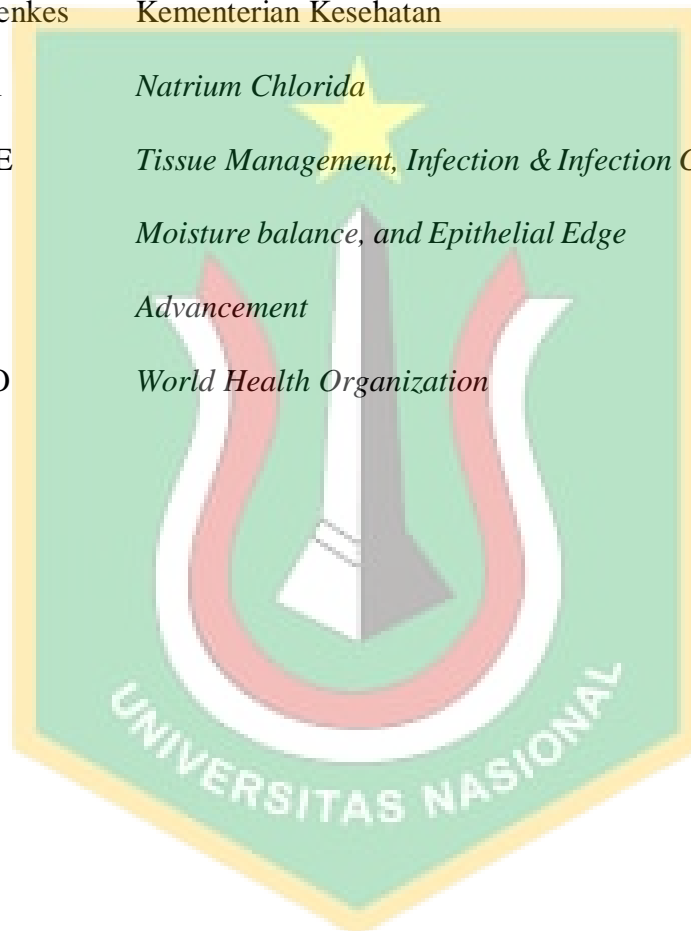 enkes Kementerian Kesehatan
Natrium Chlorida
E Tissue Management, Infection & Infection C
Moisture balance, and Epithelial Edge
Advancement
O World Health Organization
UNIVERSITAS NASIONAL